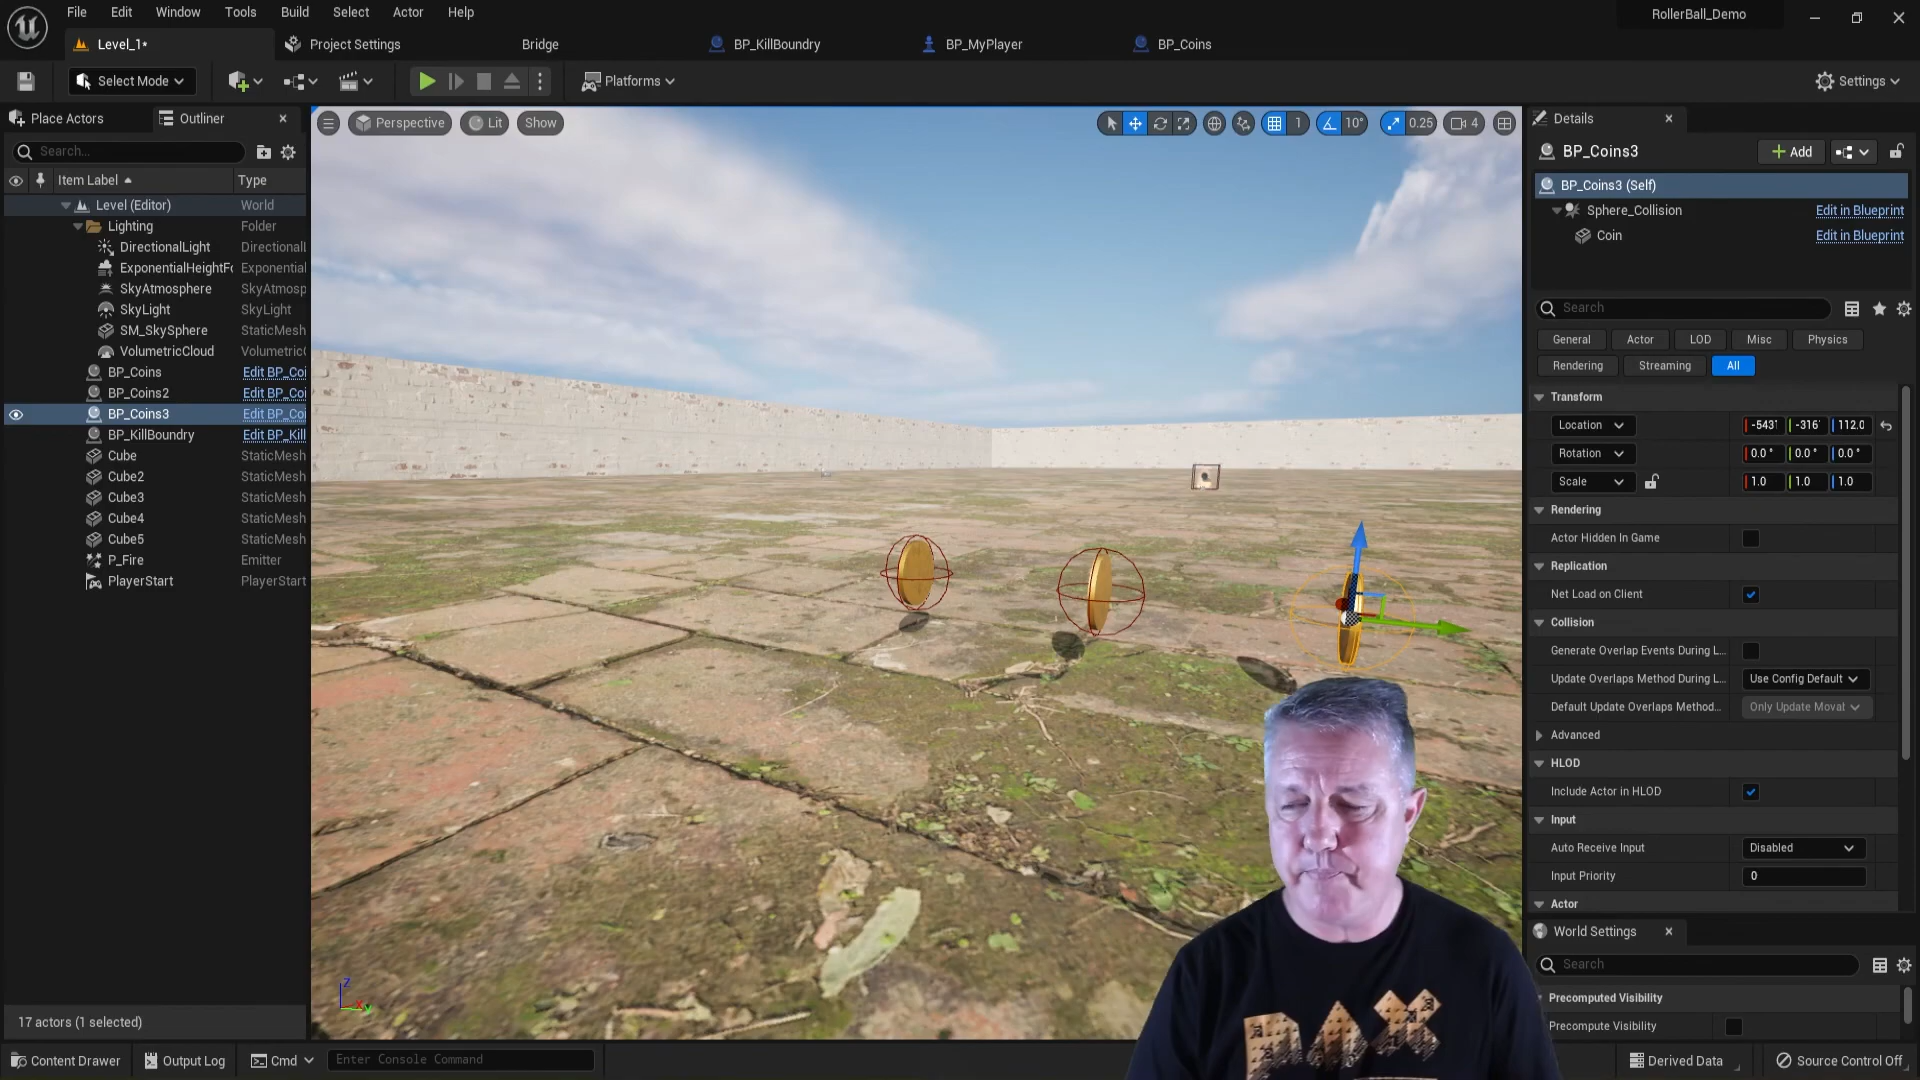 File Edit Window Tools Build Select Actor Help
RollerBall_Demo
Level_1*
Project Settings
Bridge
BP_KillBoundry
BP_MyPlayer
BP_Coins
Select Mode
Platforms
Settings
Place Actors
Outliner
Search...
Item Label Type
Level (Editor) World
Lighting Folder
DirectionalLight DirectionalL
ExponentialHeightFo Exponential
SkyAtmosphere SkyAtmosp
SkyLight SkyLight
SM_SkySphere StaticMesh
VolumetricCloud Volumetric
BP_Coins Edit BP_Coi
BP_Coins2 Edit BP_Coi
BP_Coins3 Edit BP_Coi
BP_KillBoundry Edit BP_Kill
Cube StaticMesh
Cube2 StaticMesh
Cube3 StaticMesh
Cube4 StaticMesh
Cube5 StaticMesh
P_Fire Emitter
PlayerStart PlayerStart
17 actors (1 selected)
Perspective Lit Show
1 10° 0.25 4
Z X Y
Details
BP_Coins3
Add
BP_Coins3 (Self)
Sphere_Collision Edit in Blueprint
Coin Edit in Blueprint
Search
General Actor LOD Misc Physics
Rendering Streaming All
Transform
Location -5431 -316 112.0
Rotation 0.0° 0.0° 0.0°
Scale 1.0 1.0 1.0
Rendering
Actor Hidden In Game
Replication
Net Load on Client
Collision
Generate Overlap Events During L...
Update Overlaps Method During L... Use Config Default
Default Update Overlaps Method... Only Update Moval
Advanced
HLOD
Include Actor in HLOD
Input
Auto Receive Input Disabled
Input Priority 0
Actor
World Settings
Search
Precomputed Visibility
Precompute Visibility
Content Drawer Output Log Cmd Enter Console Command
Derived Data Source Control Off